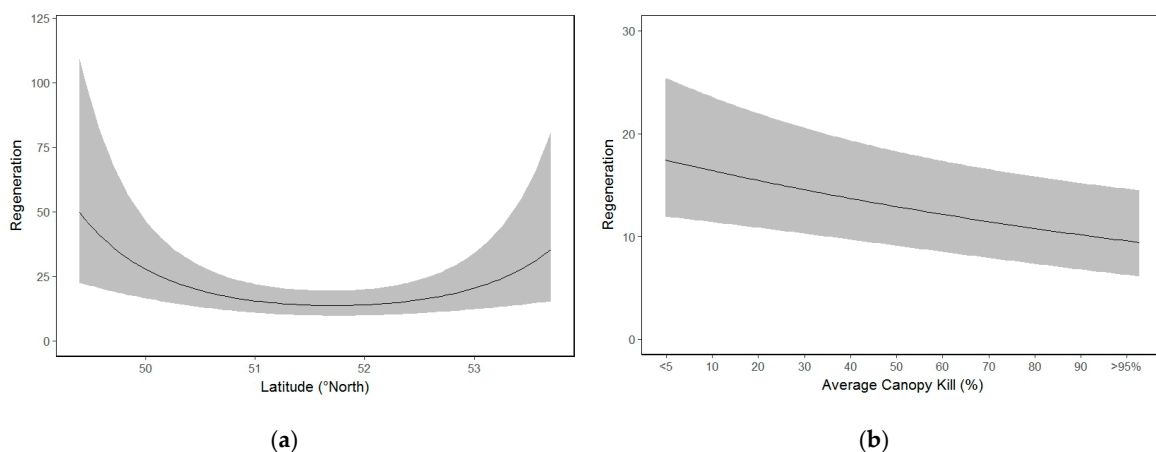 125
100
75
50
25
0
Regeneration
50 51 52 53
Latitude (°North)
(a)
30
20
10
0
Regeneration
<5 10 20 30 40 50 60 70 80 90 >95%
Average Canopy Kill (%)
(b)